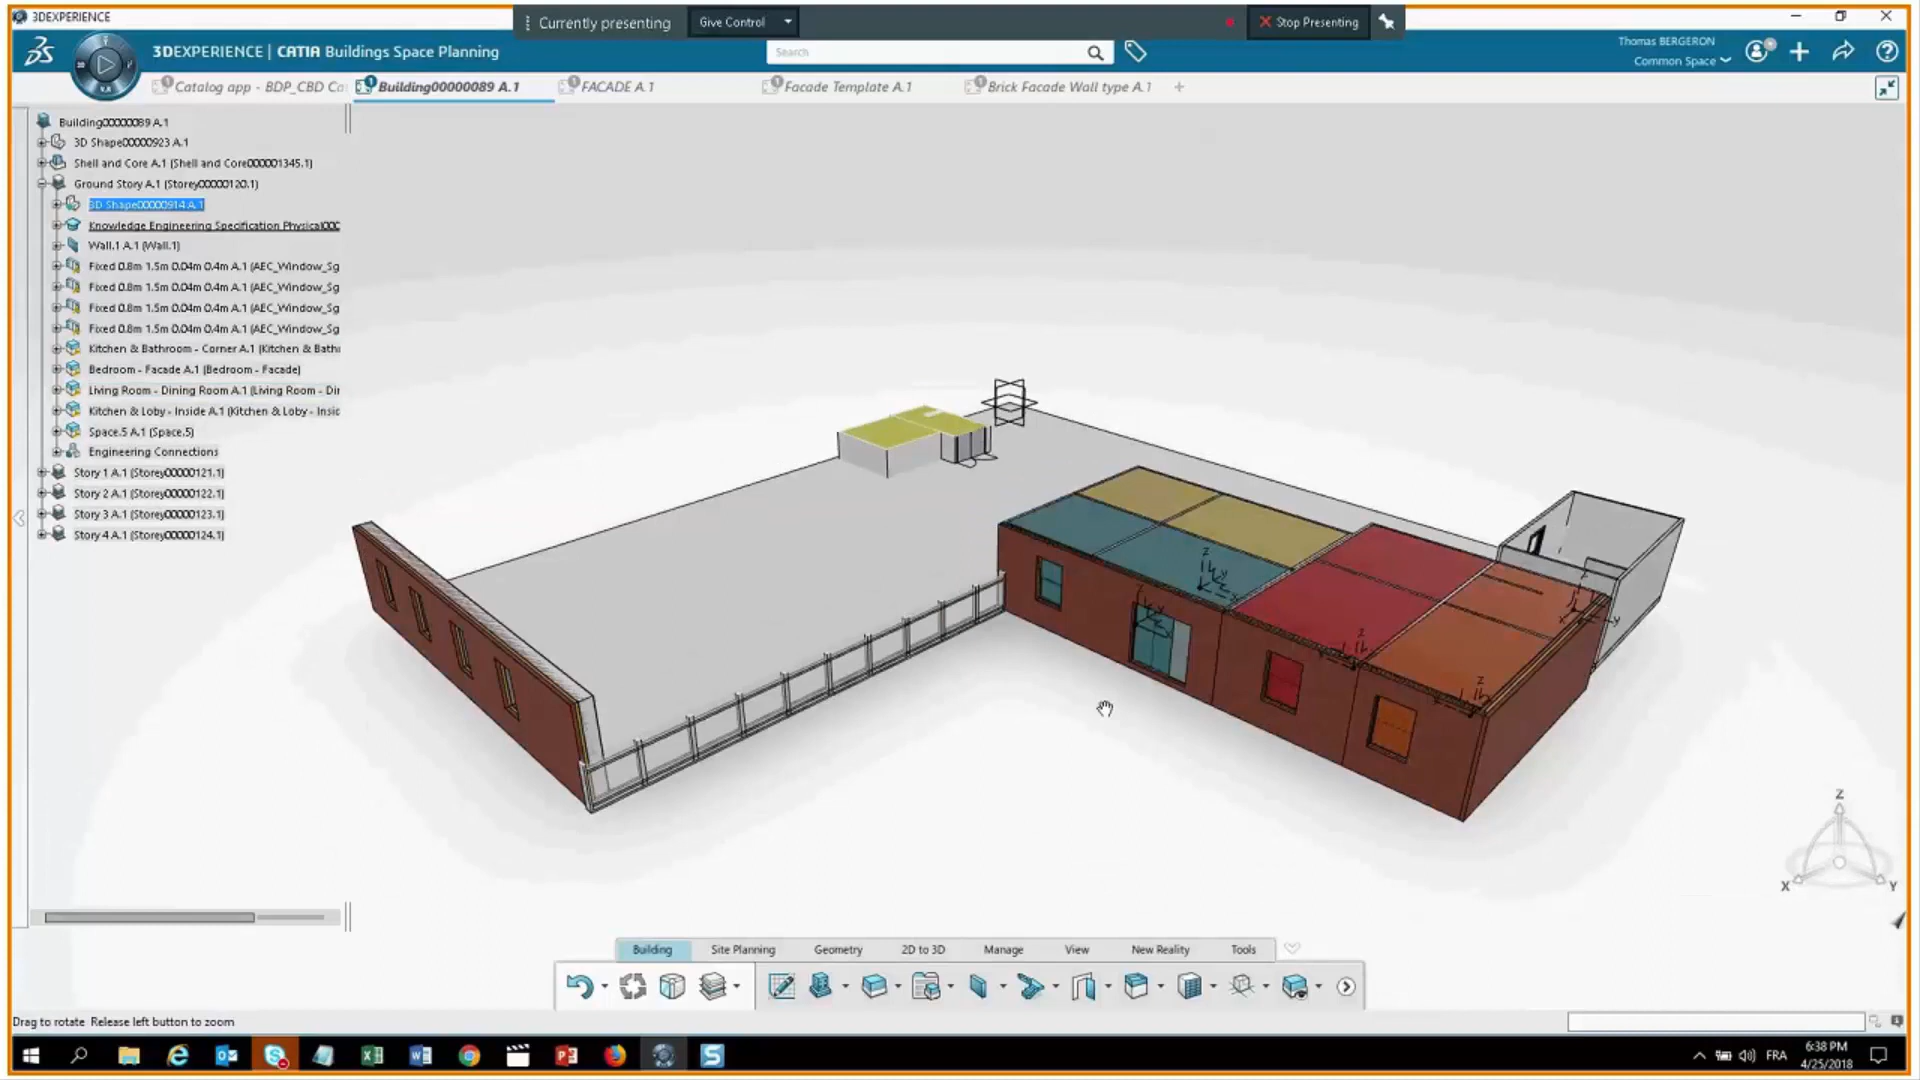 3DEXPERIENCE
Currently presenting
Give Control
Stop Presenting
3DEXPERIENCE | CATIA Buildings Space Planning
Search
Thomas BERGERON
Common Space
Catalog app - BDP_CBD Ca
Building00000089 A.1
FACADE A.1
Facade Template A.1
Brick Facade Wall type A.1
Building00000089 A.1
3D Shape00000923 A.1
Shell and Core A.1 (Shell and Core000001345.1)
Ground Story A.1 (Storey00000120.1)
3D Shape00000914 A.1
Knowledge Engineering Specification Physical000
Wall.1 A.1 (Wall.1)
Fixed 0.8m 1.5m 0.04m 0.4m A.1 (AEC_Window_Sg
Fixed 0.8m 1.5m 0.04m 0.4m A.1 (AEC_Window_Sg
Fixed 0.8m 1.5m 0.04m 0.4m A.1 (AEC_Window_Sg
Fixed 0.8m 1.5m 0.04m 0.4m A.1 (AEC_Window_Sg
Kitchen & Bathroom - Corner A.1 (Kitchen & Bathr
Bedroom - Facade A.1 (Bedroom - Facade)
Living Room - Dining Room A.1 (Living Room - Din
Kitchen & Loby - Inside A.1 (Kitchen & Loby - Insid
Space.5 A.1 (Space.5)
Engineering Connections
Story 1 A.1 (Storey00000121.1)
Story 2 A.1 (Storey00000122.1)
Story 3 A.1 (Storey00000123.1)
Story 4 A.1 (Storey00000124.1)
Z
X
Y
Building
Site Planning
Geometry
2D to 3D
Manage
View
New Reality
Tools
Drag to rotate  Release left button to zoom
FRA
6:38 PM
4/25/2018